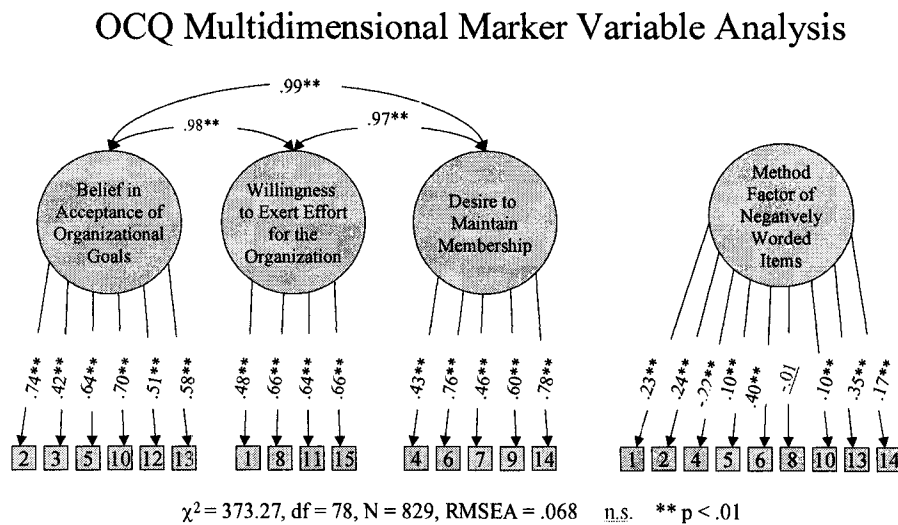 OCQ Multidimensional Marker Variable Analysis
.99**
.98**
.97**
Belief in
Acceptance of
Organizational
Goals
Willingness
to Exert Effort
for the
Organization
Desire to
Maintain
Membership
Method
Factor of
Negatively
Worded
Items
.74** .42** .64** .70** .51** .58** .48** .66** .64** .66** .43** .76** .46** .60** .78** .23** .24** -.22** .10** .40** -.01 .10** .35** .17**
2 3 5 10 12 13 1 8 11 15 4 6 7 9 14 1 2 4 5 6 8 10 13 14
χ² = 373.27, df = 78, N = 829, RMSEA = .068 n.s. ** p < .01